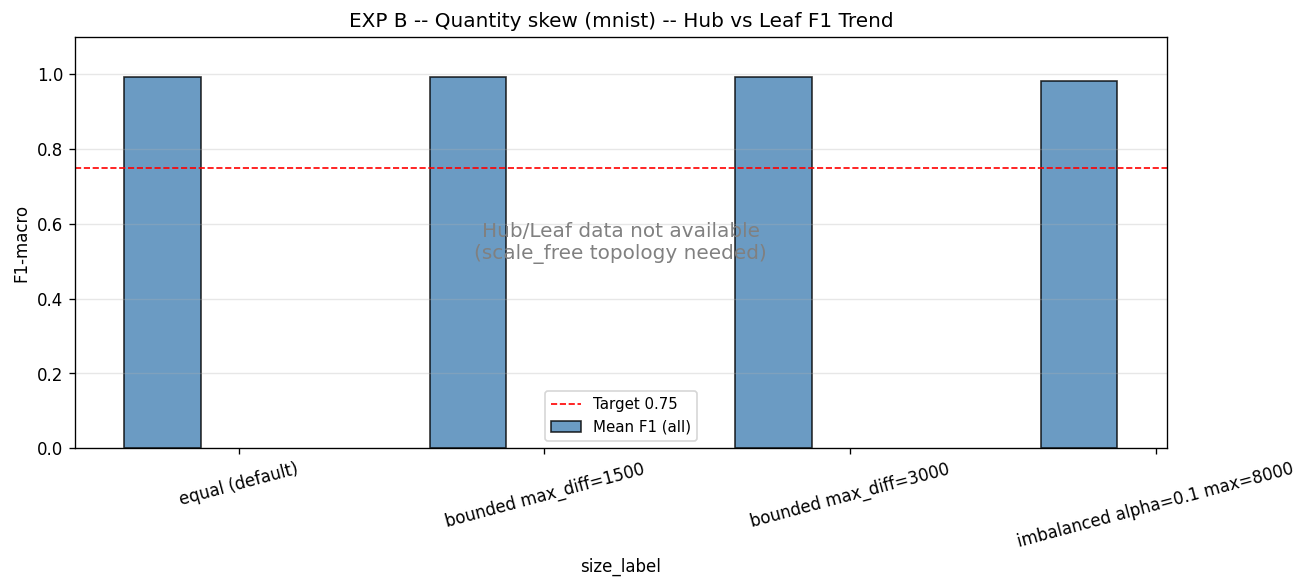 EXP B -- Quantity skew (mnist) -- Hub vs Leaf F1 Trend
F1-macro
1.0
0.8
0.6
0.4
0.2
0.0
Hub/Leaf data not available
(scale_free topology needed)
Target 0.75
Mean F1 (all)
equal (default)
bounded max_diff=1500
bounded max_diff=3000
imbalanced alpha=0.1 max=8000
size_label